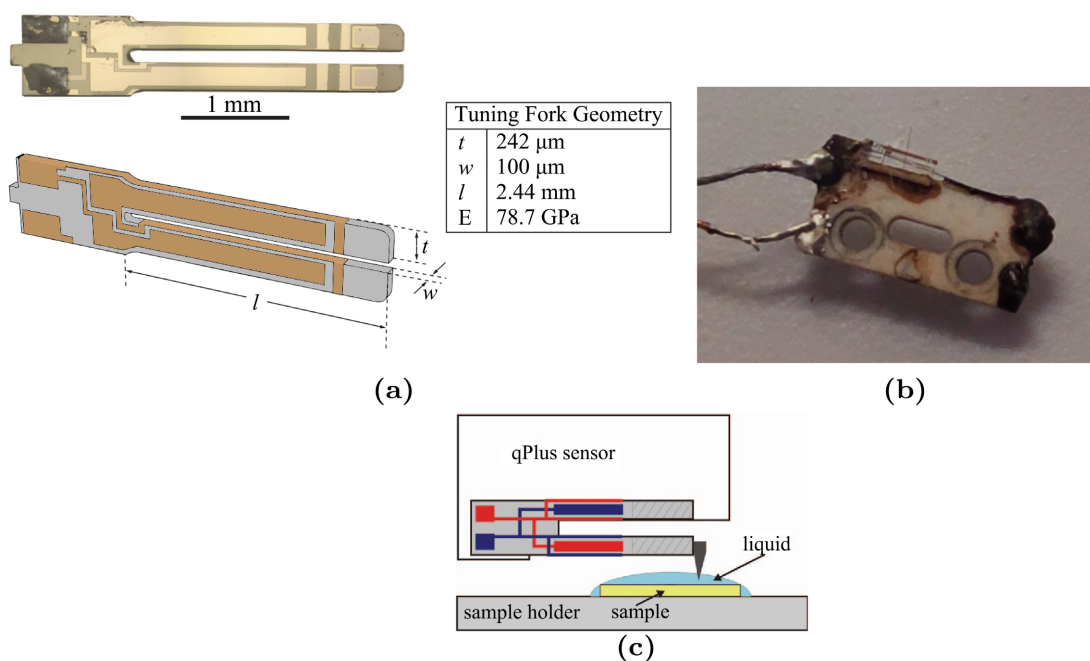 1 mm
Tuning Fork Geometry
t 242 μm
w 100 μm
l 2.44 mm
E 78.7 GPa
t
w
l
(a)
(b)
qPlus sensor
liquid
sample holder
sample
(c)